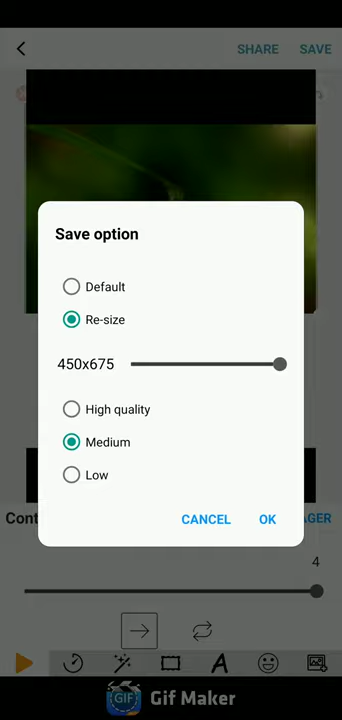 SHARE SAVE
Save option
Default
Re-size
450x675
High quality
Medium
Low
CANCEL OK
Cont AGER
4
A
GIF Gif Maker